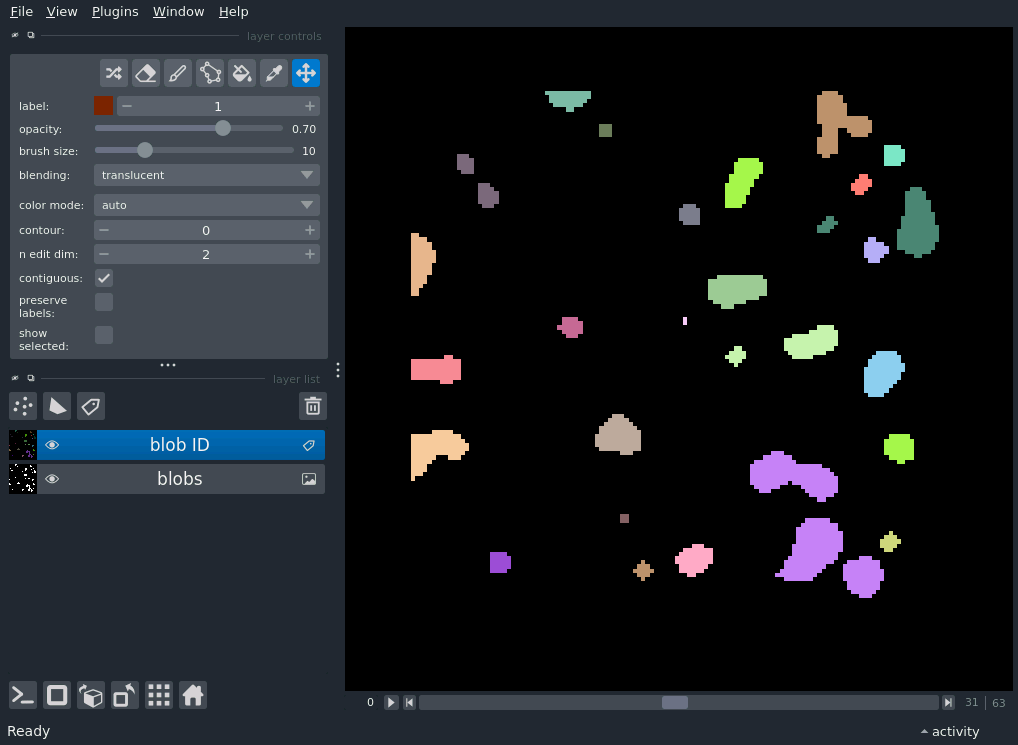 File View Plugins Window Help
layer controls
label: 1
opacity: 0.70
brush size: 10
blending: translucent
color mode: auto
contour: 0
n edit dim: 2
contiguous:
preserve
labels:
show
selected:
layer list
blob ID
blobs
0 31 | 63
Ready activity